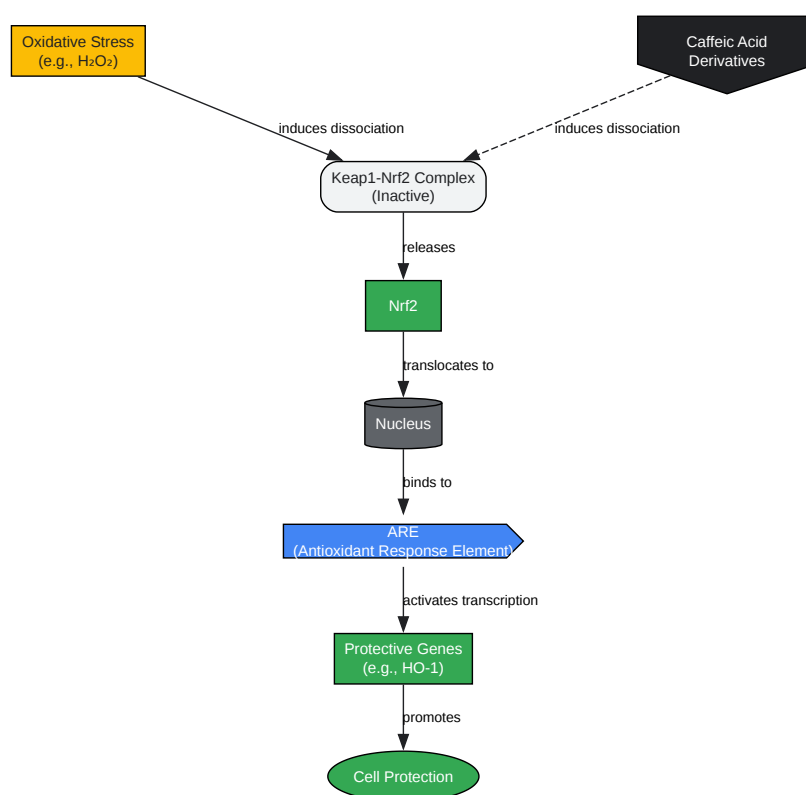 Oxidative Stress
(e.g., H₂O₂)
Caffeic Acid
Derivatives
induces dissociation
induces dissociation
Keap1-Nrf2 Complex
(Inactive)
releases
Nrf2
translocates to
Nucleus
binds to
ARE
(Antioxidant Response Element)
activates transcription
Protective Genes
(e.g., HO-1)
promotes
Cell Protection